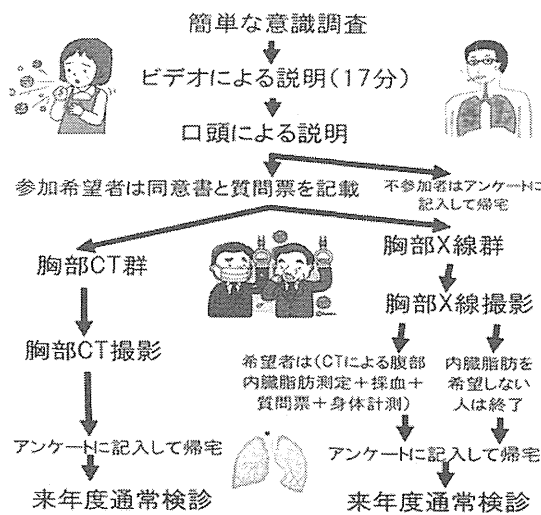 簡単な意識調査
ビデオによる説明(17分)
口頭による説明
参加希望者は同意書と質問票を記載
不参加者はアンケートに
記入して帰宅
胸部CT群
胸部X線群
胸部CT撮影
胸部X線撮影
希望者は(CTによる腹部
内臓脂肪測定+採血+
質問票+身体計測)
内臓脂肪を
希望しない
人は終了
アンケートに記入して帰宅
アンケートに記入して帰宅
来年度通常検診
来年度通常検診